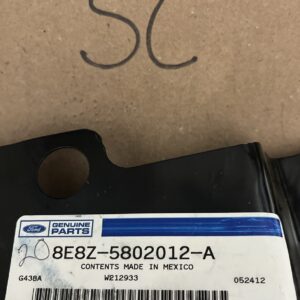 SC
Ford GENUINE PARTS
20 8E8Z-5802012-A
CONTENTS MADE IN MEXICO
G438A W212933 052412